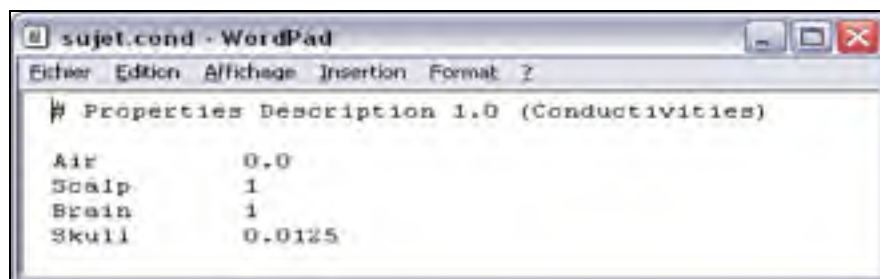 sujet.cond - WordPad
Fichier Edition Affichage Insertion Format ?
# Properties Description 1.0 (Conductivities)
Air 0.0
Scalp 1
Brain 1
Skull 0.0125